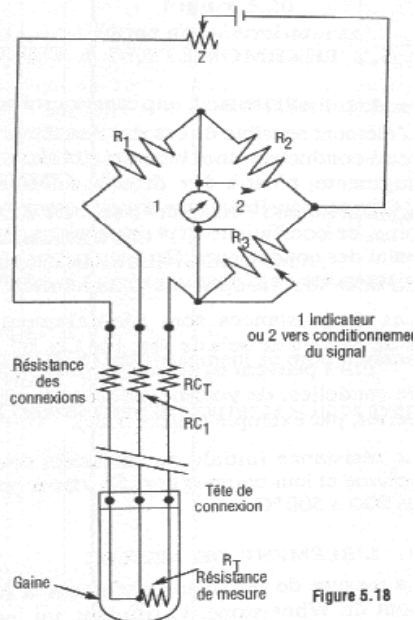 Z
R1
R2
1
2
R3
1 indicateur
ou 2 vers conditionnement
du signal
Résistance
des
connexions
RCT
RC1
Tête de
connexion
RT
Résistance
de mesure
Gaine
Figure 5.18